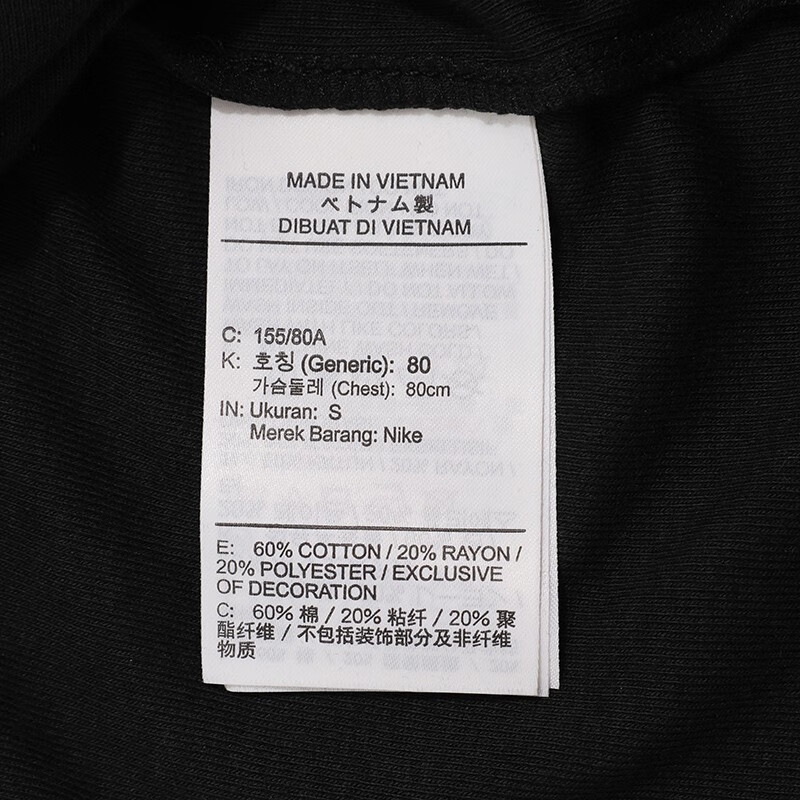 MADE IN VIETNAM
ベトナム製
DIBUAT DI VIETNAM
C: 155/80A
K: 호칭 (Generic): 80
가슴둘레 (Chest): 80cm
IN: Ukuran: S
Merek Barang: Nike
E: 60% COTTON / 20% RAYON /
20% POLYESTER / EXCLUSIVE
OF DECORATION
C: 60% 棉 / 20% 粘纤 / 20% 聚
酯纤维 / 不包括装饰部分及非纤维
物质